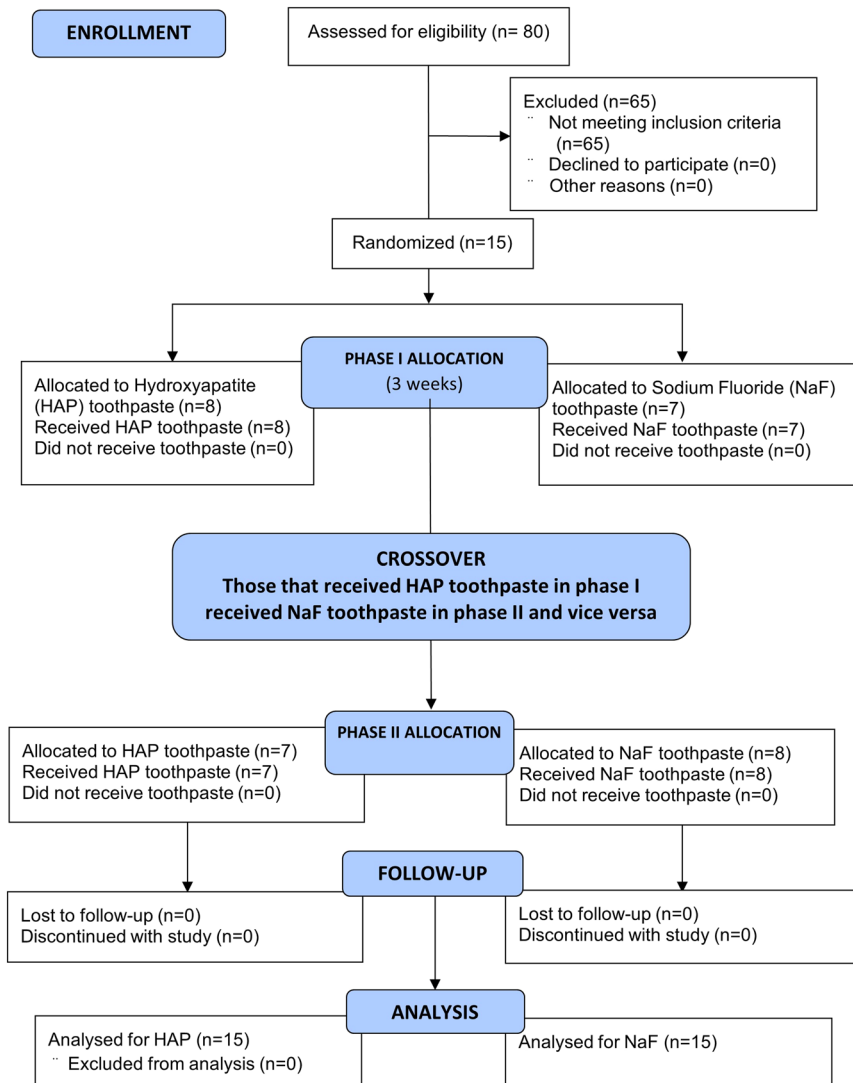 ENROLLMENT
Assessed for eligibility (n= 80)
Excluded (n=65)
¨ Not meeting inclusion criteria
(n=65)
¨ Declined to participate (n=0)
¨ Other reasons (n=0)
Randomized (n=15)
PHASE I ALLOCATION
(3 weeks)
Allocated to Hydroxyapatite
(HAP) toothpaste (n=8)
Received HAP toothpaste (n=8)
Did not receive toothpaste (n=0)
Allocated to Sodium Fluoride (NaF)
toothpaste (n=7)
Received NaF toothpaste (n=7)
Did not receive toothpaste (n=0)
CROSSOVER
Those that received HAP toothpaste in phase I
received NaF toothpaste in phase II and vice versa
PHASE II ALLOCATION
Allocated to HAP toothpaste (n=7)
Received HAP toothpaste (n=7)
Did not receive toothpaste (n=0)
Allocated to NaF toothpaste (n=8)
Received NaF toothpaste (n=8)
Did not receive toothpaste (n=0)
FOLLOW-UP
Lost to follow-up (n=0)
Discontinued with study (n=0)
Lost to follow-up (n=0)
Discontinued with study (n=0)
ANALYSIS
Analysed for HAP (n=15)
¨ Excluded from analysis (n=0)
Analysed for NaF (n=15)